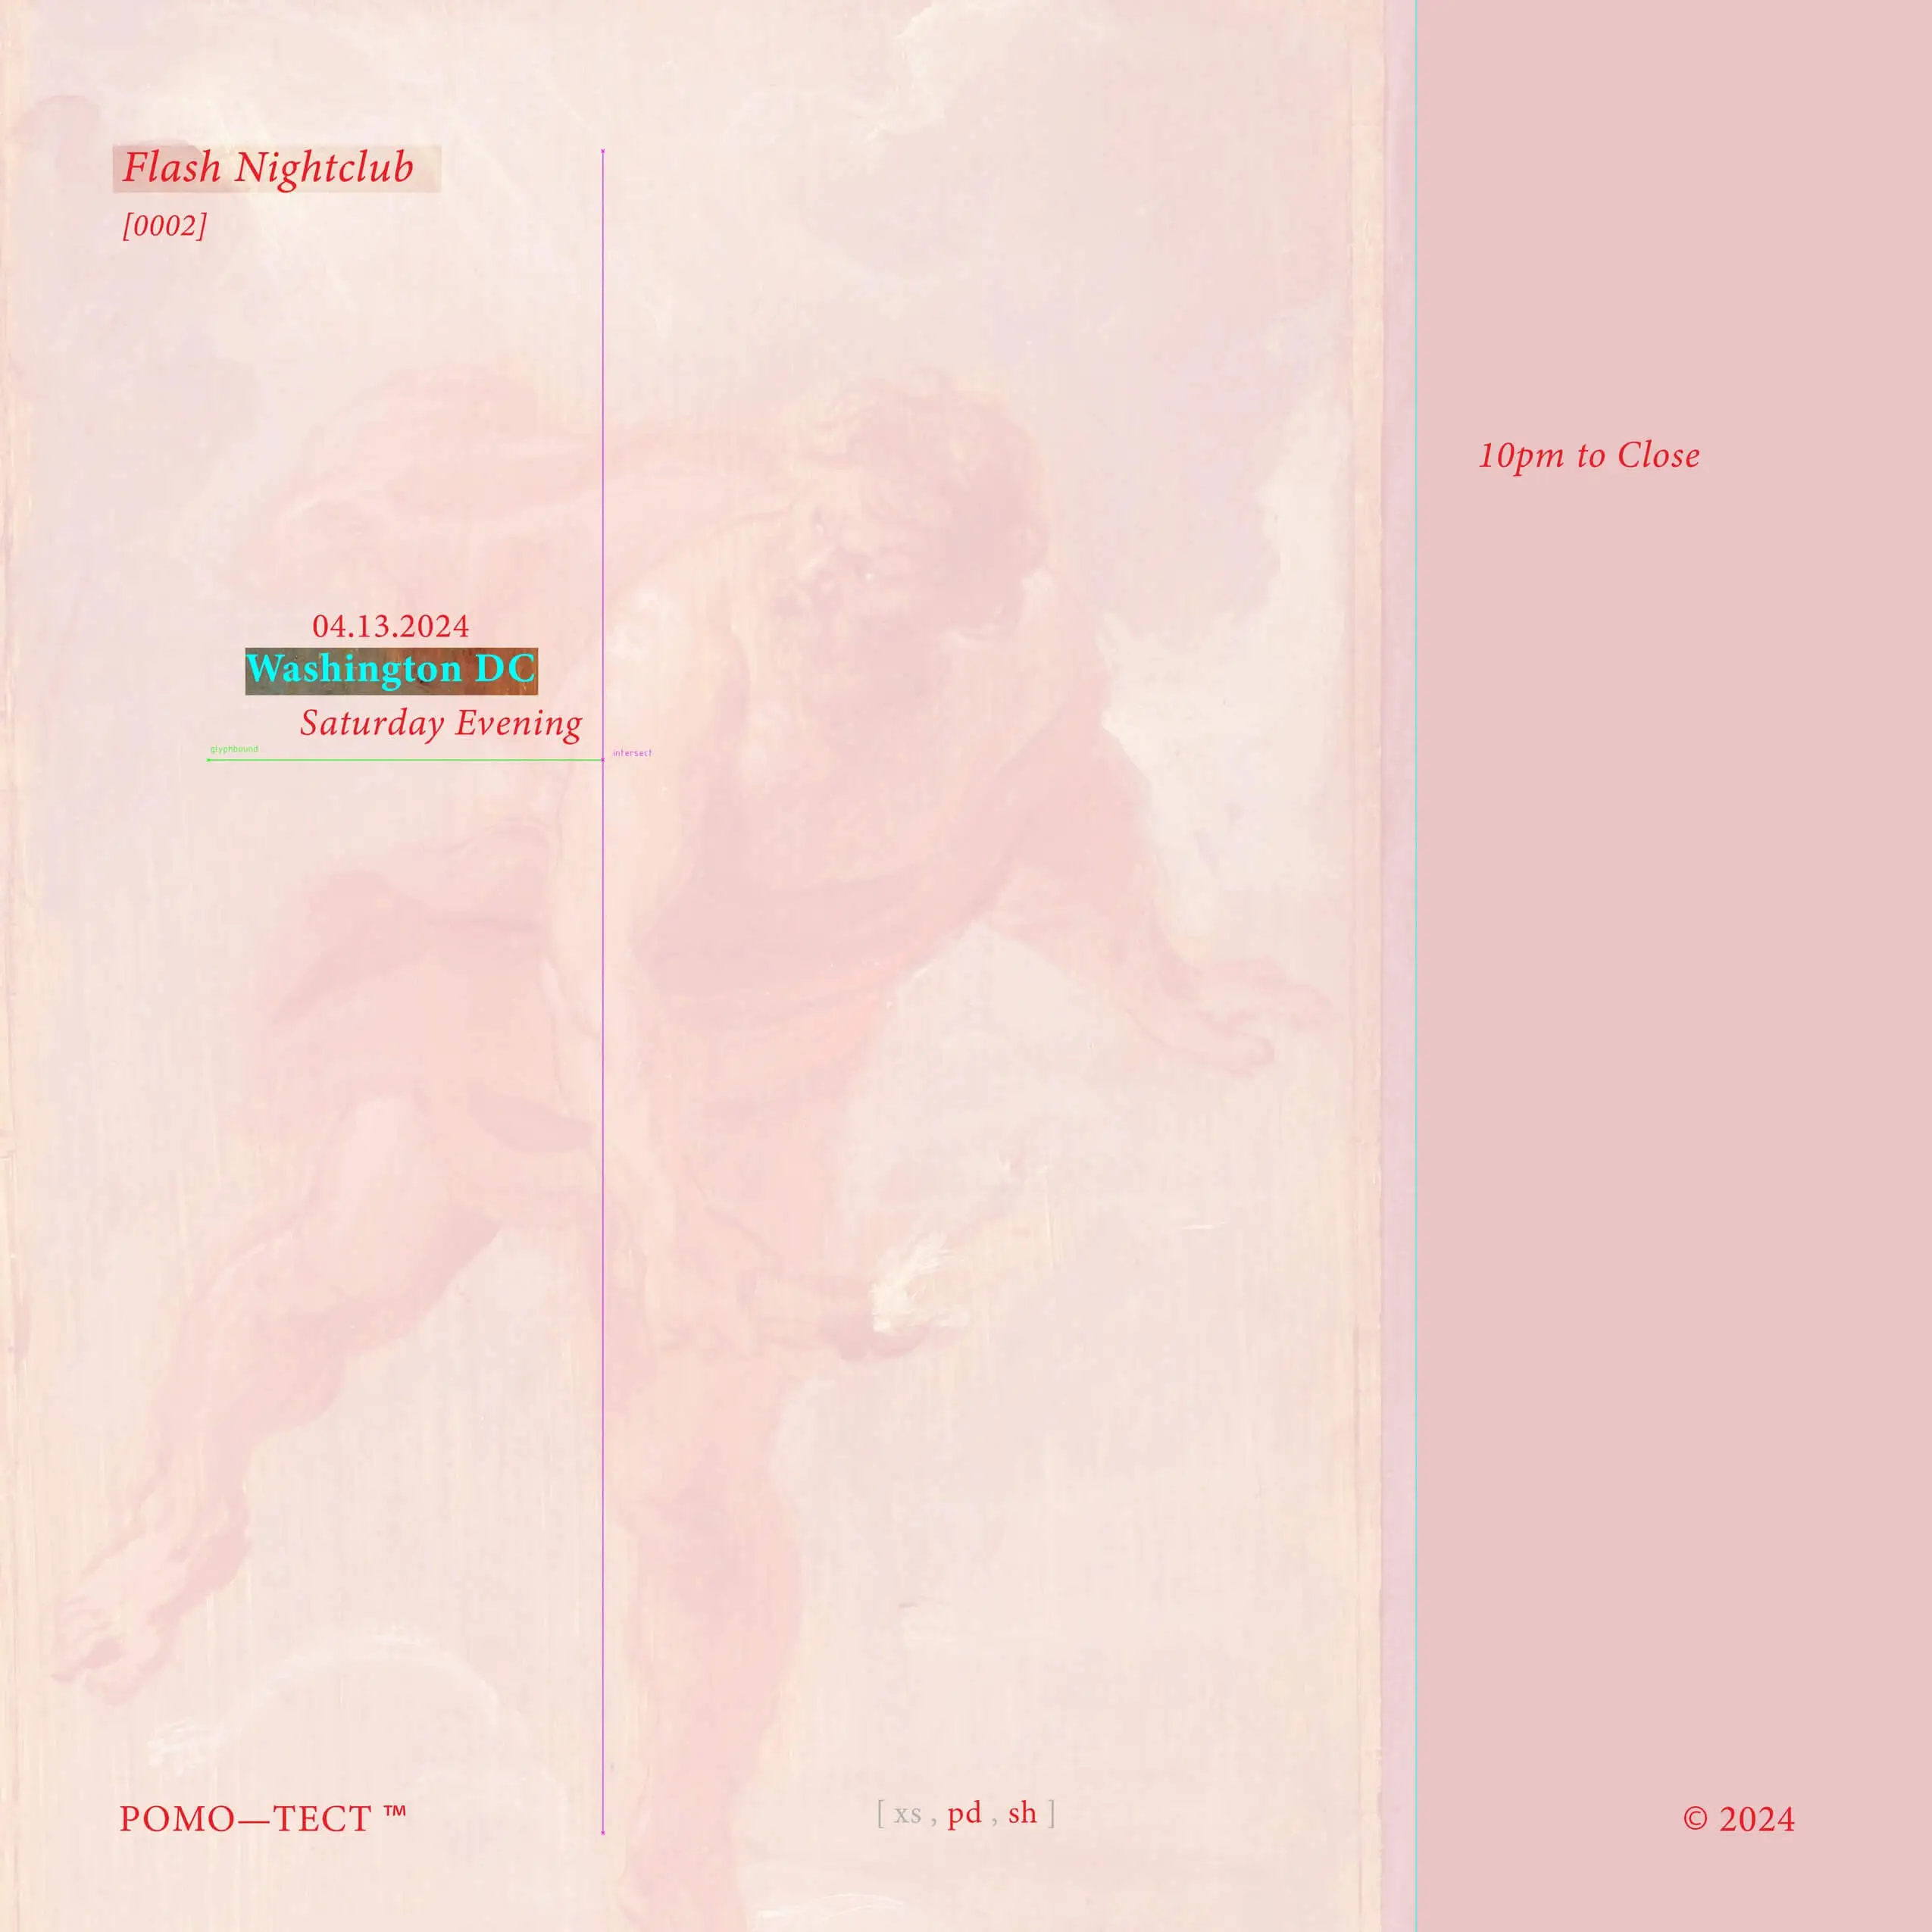 Flash Nightclub
[0002]
10pm to Close
04.13.2024
Washington DC
Saturday Evening
glyphbound
intersect
POMO—TECT ™
[ xs , pd , sh ]
© 2024